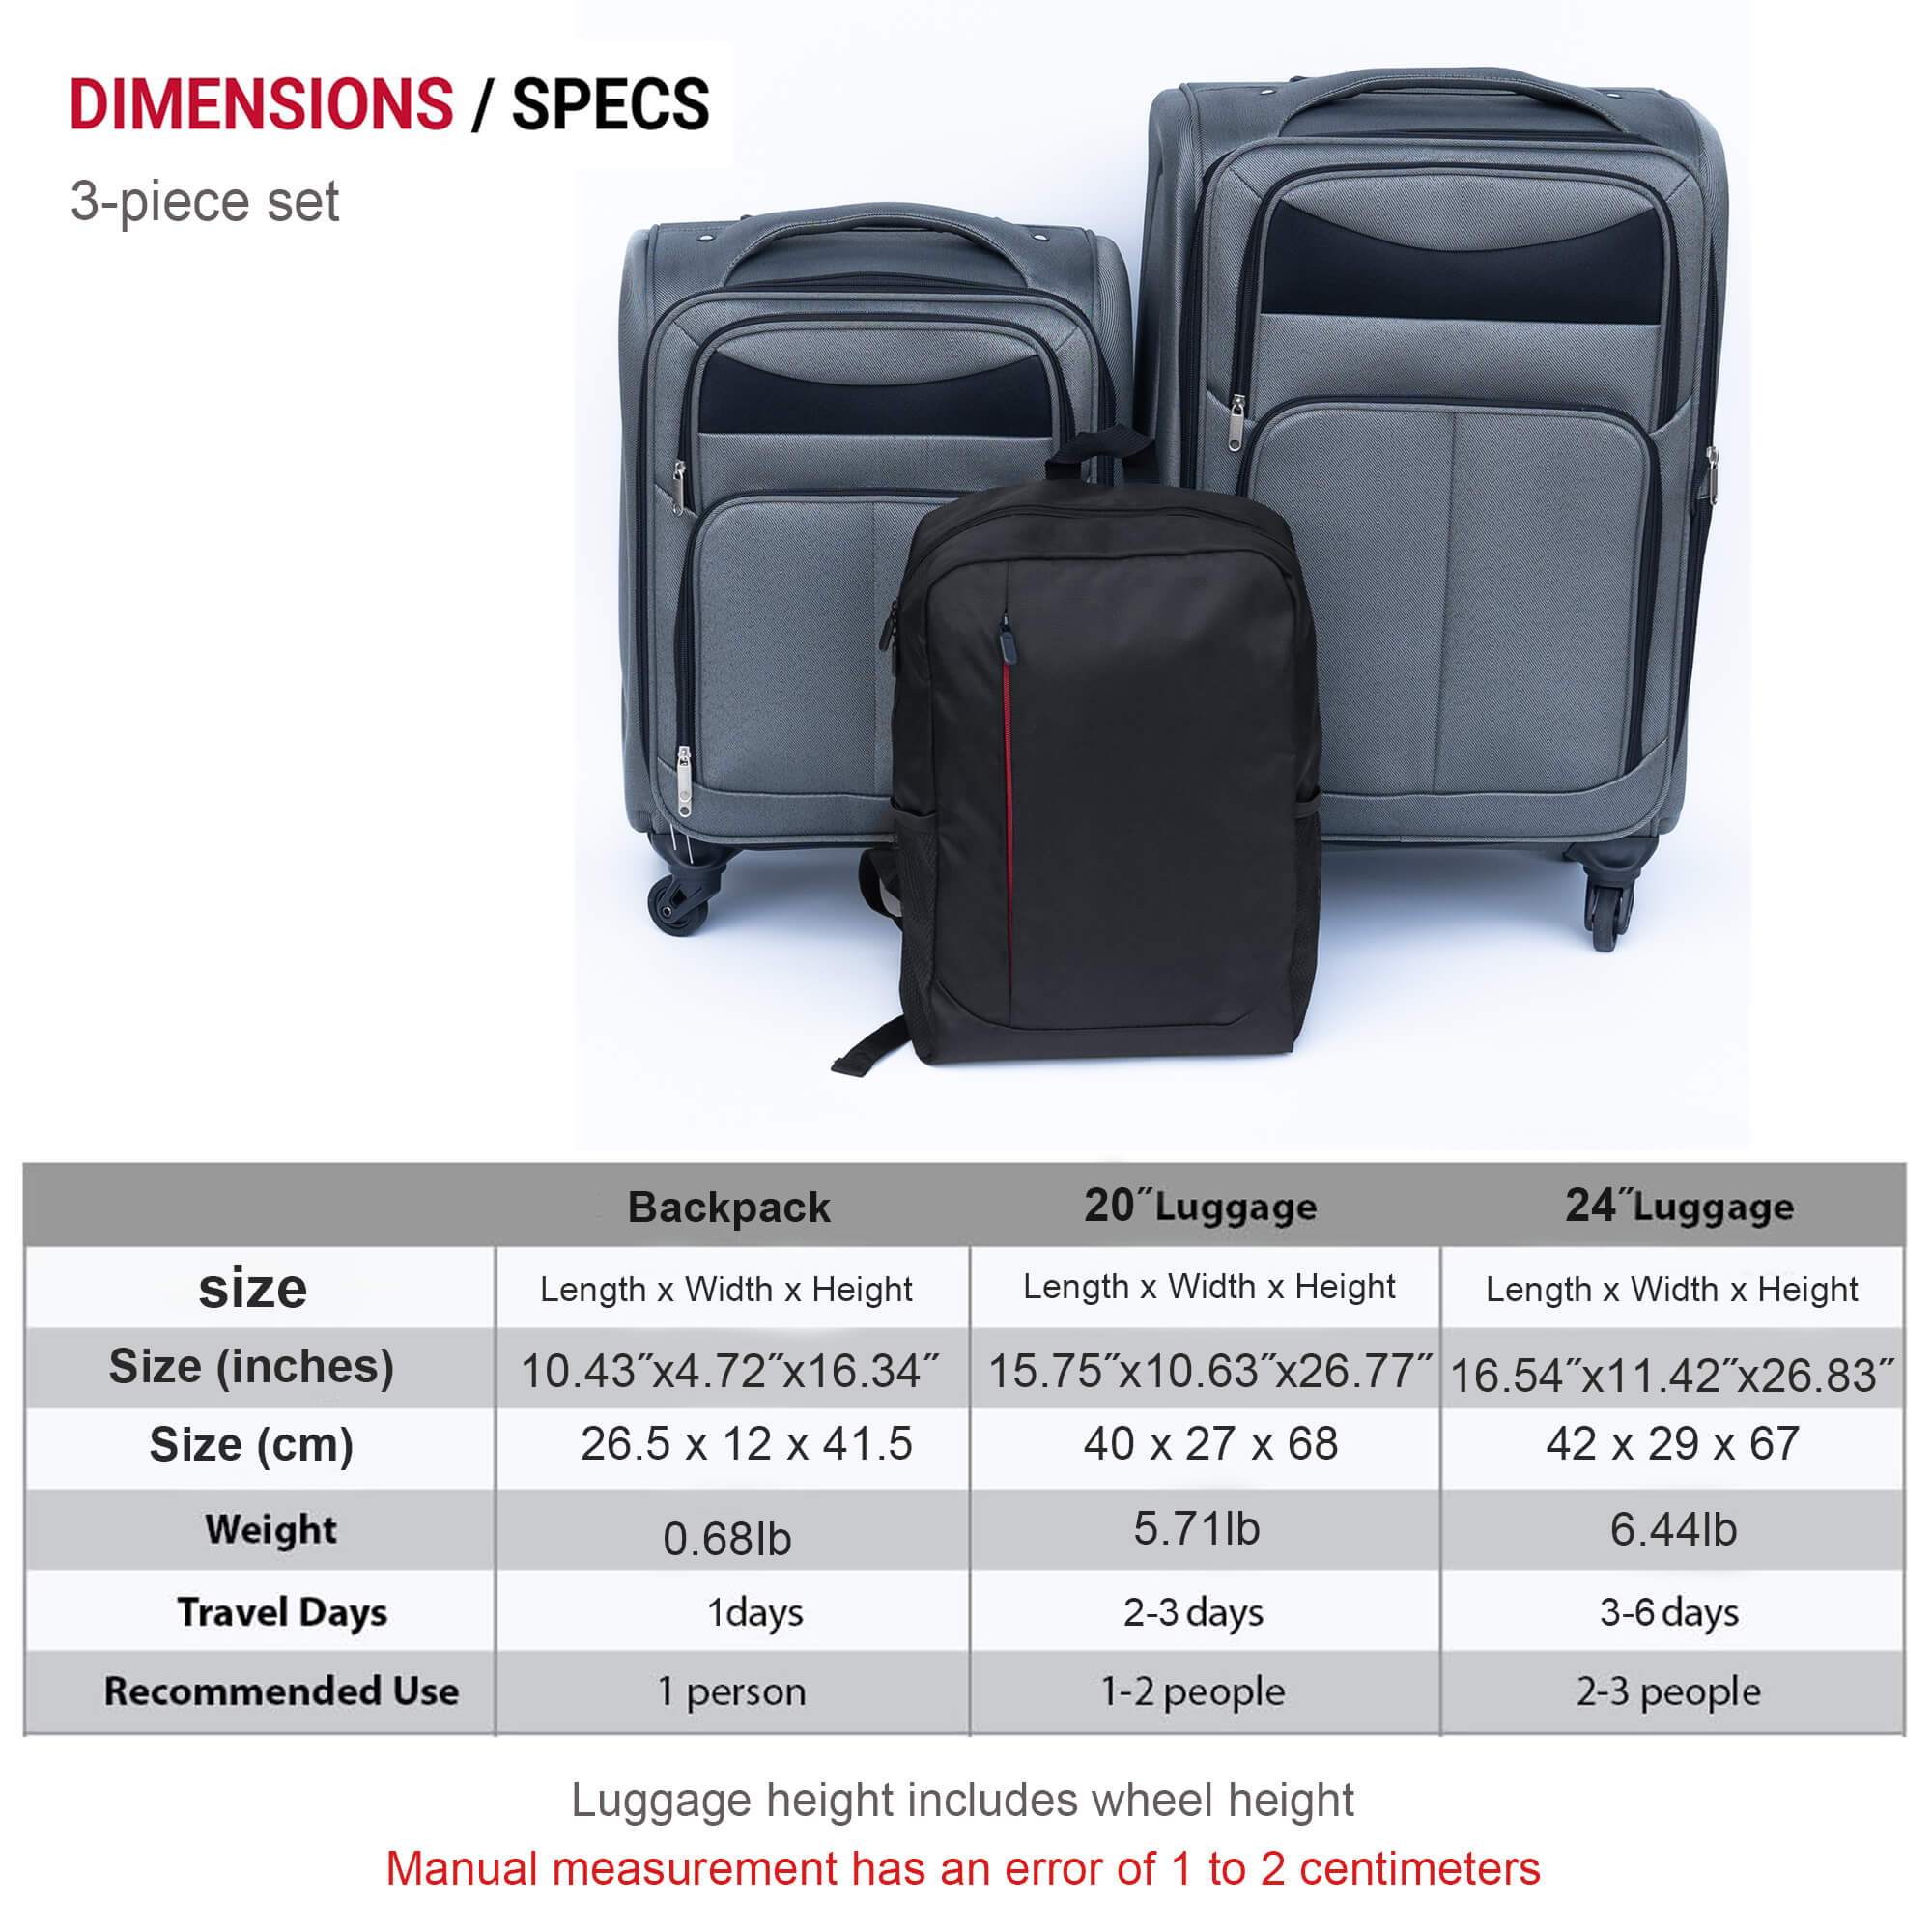 DIMENSIONS / SPECS
3-piece set
Backpack 20″Luggage 24″Luggage
size Length x Width x Height Length x Width x Height Length x Width x Height
Size (inches) 10.43″x4.72″x16.34″ 15.75″x10.63″x26.77″ 16.54″x11.42″x26.83″
Size (cm) 26.5 x 12 x 41.5 40 x 27 x 68 42 x 29 x 67
Weight 0.68lb 5.71lb 6.44lb
Travel Days 1days 2-3 days 3-6 days
Recommended Use 1 person 1-2 people 2-3 people
Luggage height includes wheel height
Manual measurement has an error of 1 to 2 centimeters